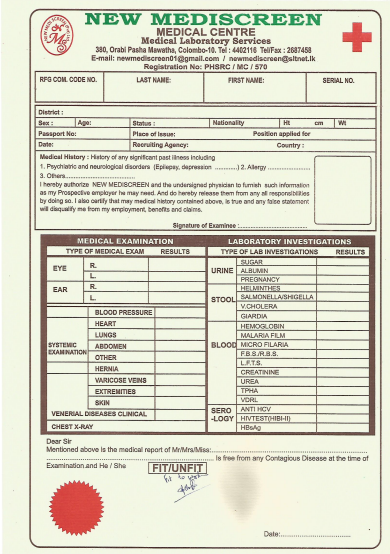 NEW MEDISCREEN
MEDICAL CENTRE
Medical Laboratory Services
380, Orabi Pasha Mawatha, Colombo-10. Tel : 4402116 Tel/Fax : 2687458
E-mail: newmediscreen01@gmail.com / newmediscreen@sltnet.lk
Registration No: PHSRC / MC / 570
RFG COM. CODE NO. LAST NAME: FIRST NAME: SERIAL NO.
District :
Sex : Age: Status : Nationality Ht cm Wt
Passport No: Place of Issue: Position applied for
Date: Recruiting Agency: Country :
Medical History : History of any significant past illness including
1. Psychiatric and neurological disorders (Epliepsy, depression ............) 2. Allergy ..................
3. Others....................
I hereby authorize NEW MEDISCREEN and the undersigned physician to furnish such information
as my Prospective employer he may need. And do hereby release them from any all responsibilities
by doing so. I also certify that may medical history contained above, is true and any false statement
will disqualify me from my employment, benefits and claims.
Signature of Examinee :............................
MEDICAL EXAMINATION LABORATORY INVESTIGATIONS
TYPE OF MEDICAL EXAM RESULTS TYPE OF LAB INVESTIGATIONS RESULTS
EYE R.
L.
EAR R.
L.
SYSTEMIC EXAMINATION
BLOOD PRESSURE
HEART
LUNGS
ABDOMEN
OTHER
HERNIA
VARICOSE VEINS
EXTREMITIES
SKIN
VENERIAL DISEASES CLINICAL
CHEST X-RAY
URINE SUGAR
ALBUMIN
PREGNANCY
STOOL HELMINTHES
SALMONELLA/SHIGELLA
V.CHOLERA
GIARDIA
BLOOD HEMOGLOBIN
MALARIA FILM
MICRO FILARIA
F.B.S./R.B.S.
L.F.T.S.
CREATININE
UREA
TPHA
VDRL
SERO -LOGY ANTI HCV
HIVTEST(HIBI-II)
HBsAg
Dear Sir
Mentioned above is the medical report of Mr/Mrs/Miss:............................
............................ Is free from any Contagious Disease at the time of
Examination.and He / She FIT/UNFIT
fit to work
Date:............................